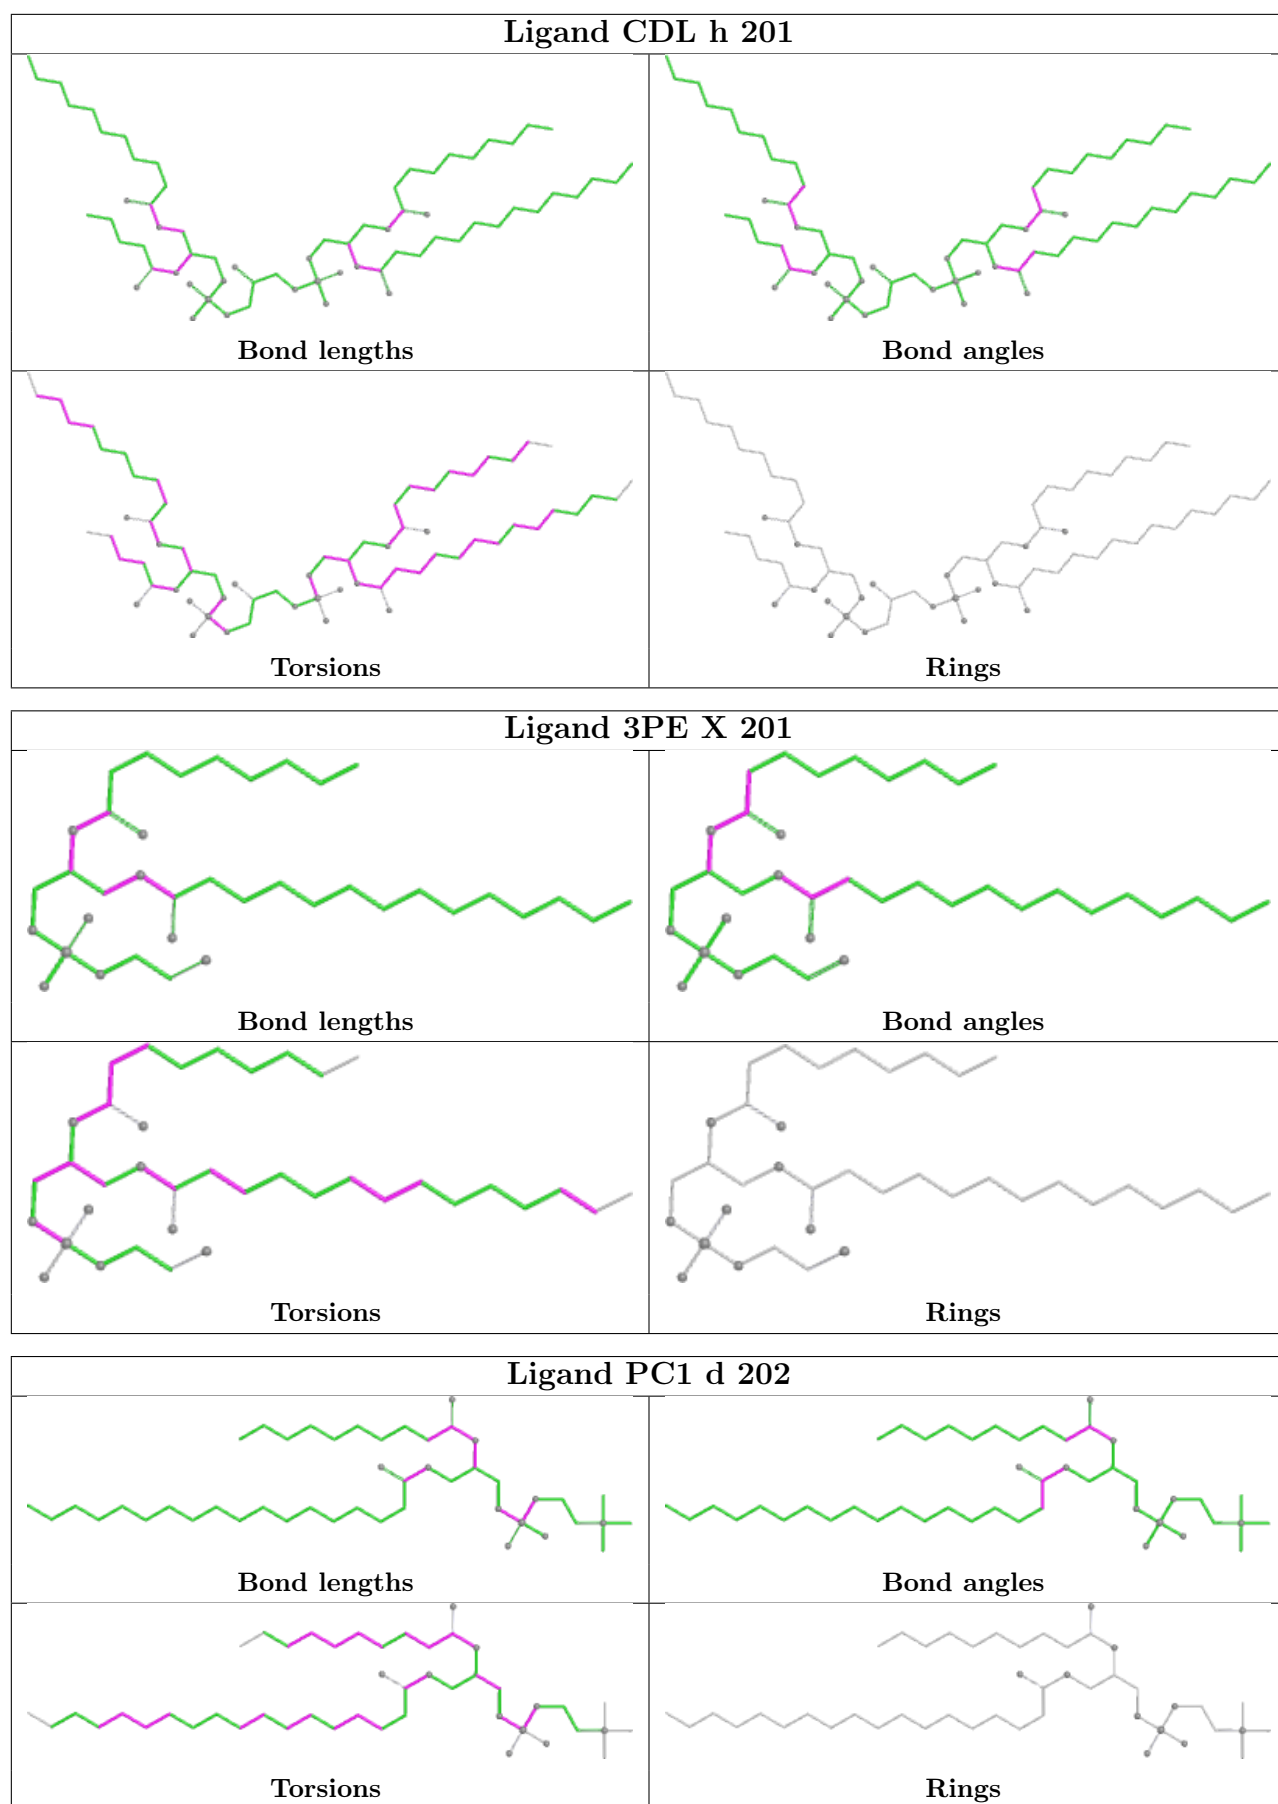 Ligand CDL h 201
Bond lengths
Bond angles
Torsions
Rings
Ligand 3PE X 201
Bond lengths
Bond angles
Torsions
Rings
Ligand PC1 d 202
Bond lengths
Bond angles
Torsions
Rings